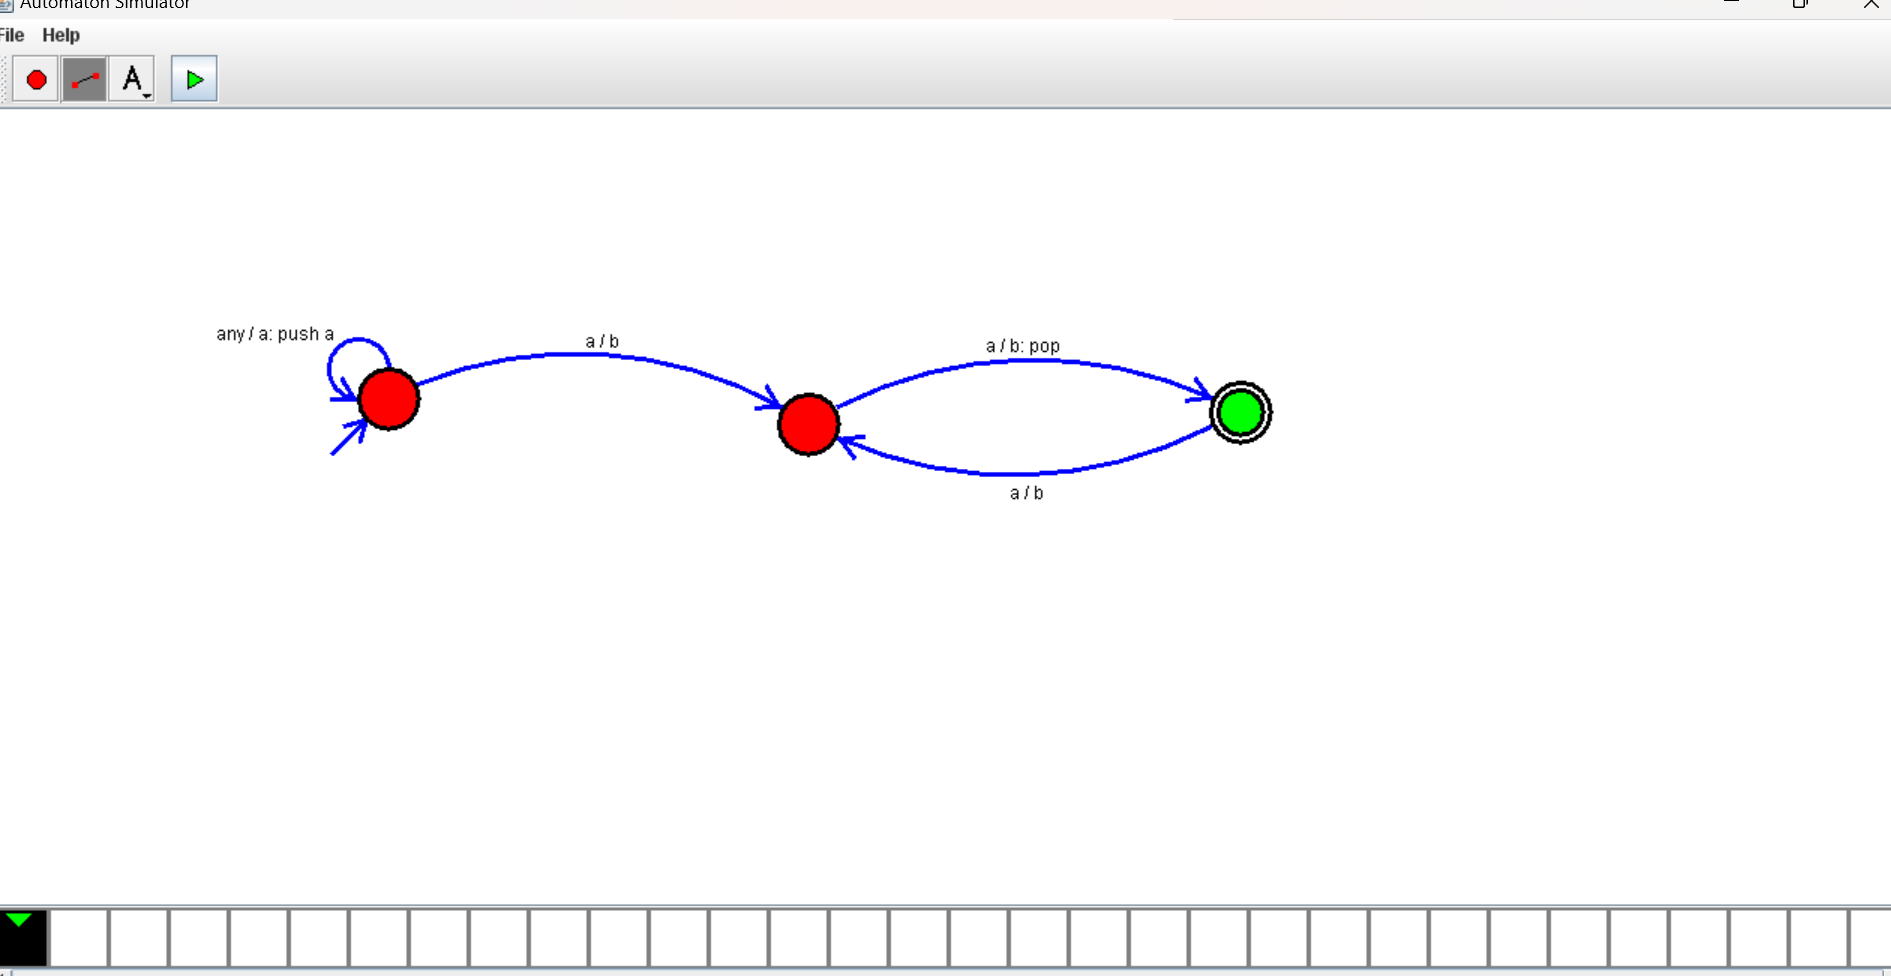 Automaton Simulator
File Help
A
any / a: push a
a / b
a / b: pop
a / b